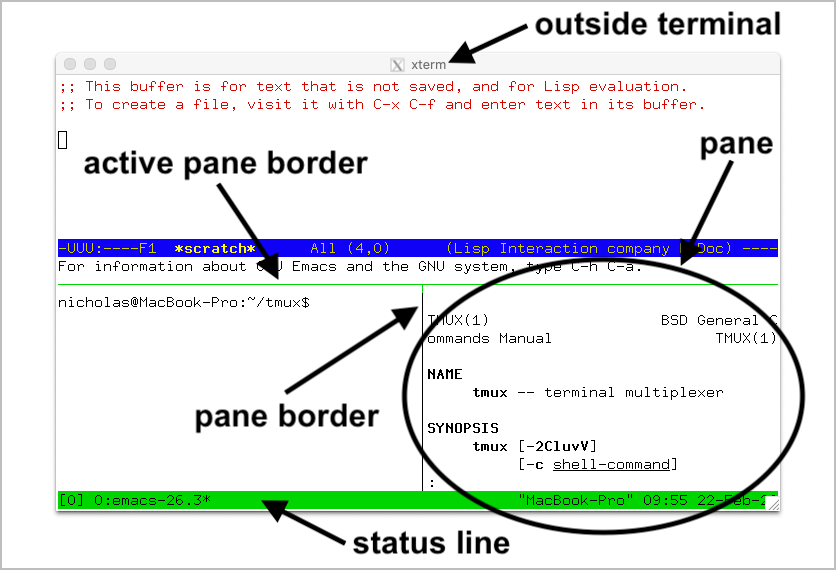 outside terminal
xterm
;; This buffer is for text that is not saved, and for Lisp evaluation.
;; To create a file, visit it with C-x C-f and enter text in its buffer.
pane
active pane border
-UUU:----F1 *scratch* All (4,0) (Lisp Interaction company Doc) ----
For information about GNU Emacs and the GNU system, type C-h C-a.
nicholas@MacBook-Pro:~/tmux$
TMUX(1) BSD General C
ommands Manual TMUX(1)
NAME
tmux -- terminal multiplexer
pane border
SYNOPSIS
tmux [-2CluvV]
[-c shell-command]
:
[0] 0:emacs-26.3* "MacBook-Pro" 09:55 22-Feb-2
status line